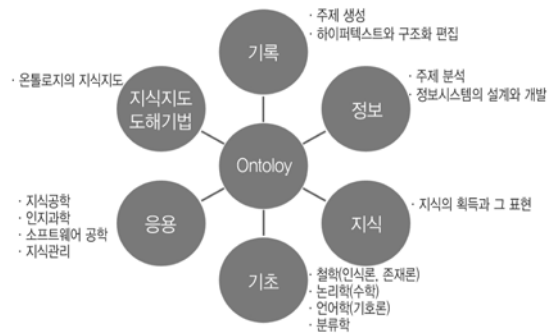 기록
· 주제 생성
· 하이퍼텍스트와 구조화 편집
정보
· 주제 분석
· 정보시스템의 설계와 개발
지식
· 지식의 획득과 그 표현
기초
· 철학(인식론, 존재론)
· 논리학(수학)
· 언어학(기호론)
· 분류학
응용
· 지식공학
· 인지과학
· 소프트웨어 공학
· 지식관리
지식지도
도해기법
· 온톨로지의 지식지도
Ontoloy